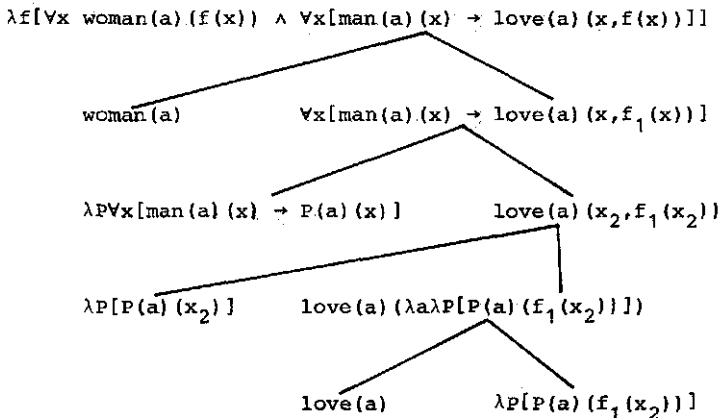 λf[∀x woman(a)(f(x)) ∧ ∀x[man(a)(x) → love(a)(x,f(x))]]
woman(a) ∀x[man(a)(x) → love(a)(x,f₁(x))]
λP∀x[man(a)(x) → P(a)(x)] love(a)(x₂,f₁(x₂))
λP[P(a)(x₂)] love(a)(λaλP[P(a)(f₁(x₂))])
love(a) λP[P(a)(f₁(x₂))]